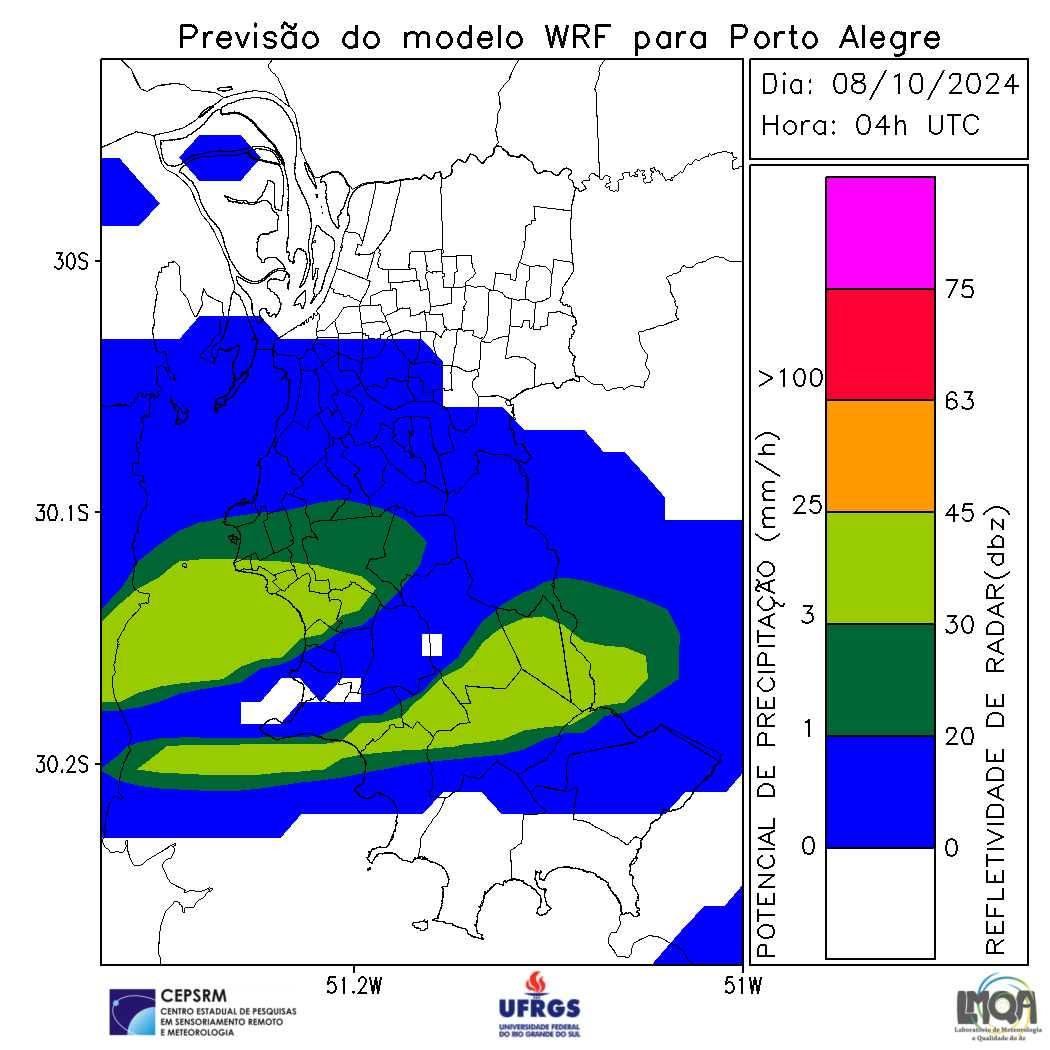 Previsão do modelo WRF para Porto Alegre
Dia: 08/10/2024
Hora: 04h UTC
30S
30.1S
30.2S
51.2W
51W
POTENCIAL DE PRECIPITAÇÃO (mm/h)
>100
25
3
1
0
75
63
45
30
20
0
REFLETIVIDADE DE RADAR(dbz)
CEPSRM
CENTRO ESTADUAL DE PESQUISAS
EM SENSORIAMENTO REMOTO
E METEOROLOGIA
UFRGS
UNIVERSIDADE FEDERAL
DO RIO GRANDE DO SUL
LMQA
Laboratório de Meteorologia
e Qualidade do Ar